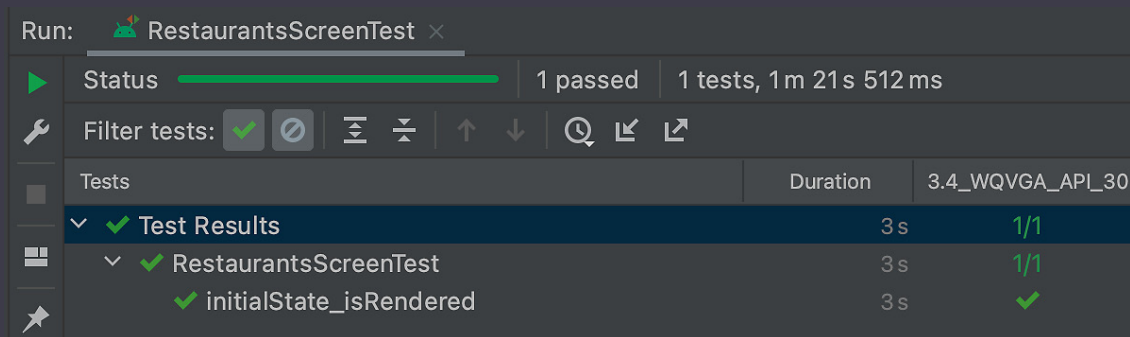 Run: RestaurantsScreenTest
Status 1 passed 1 tests, 1 m 21 s 512 ms
Filter tests:
Tests Duration 3.4_WQVGA_API_30
Test Results 3 s 1/1
RestaurantsScreenTest 3 s 1/1
initialState_isRendered 3 s